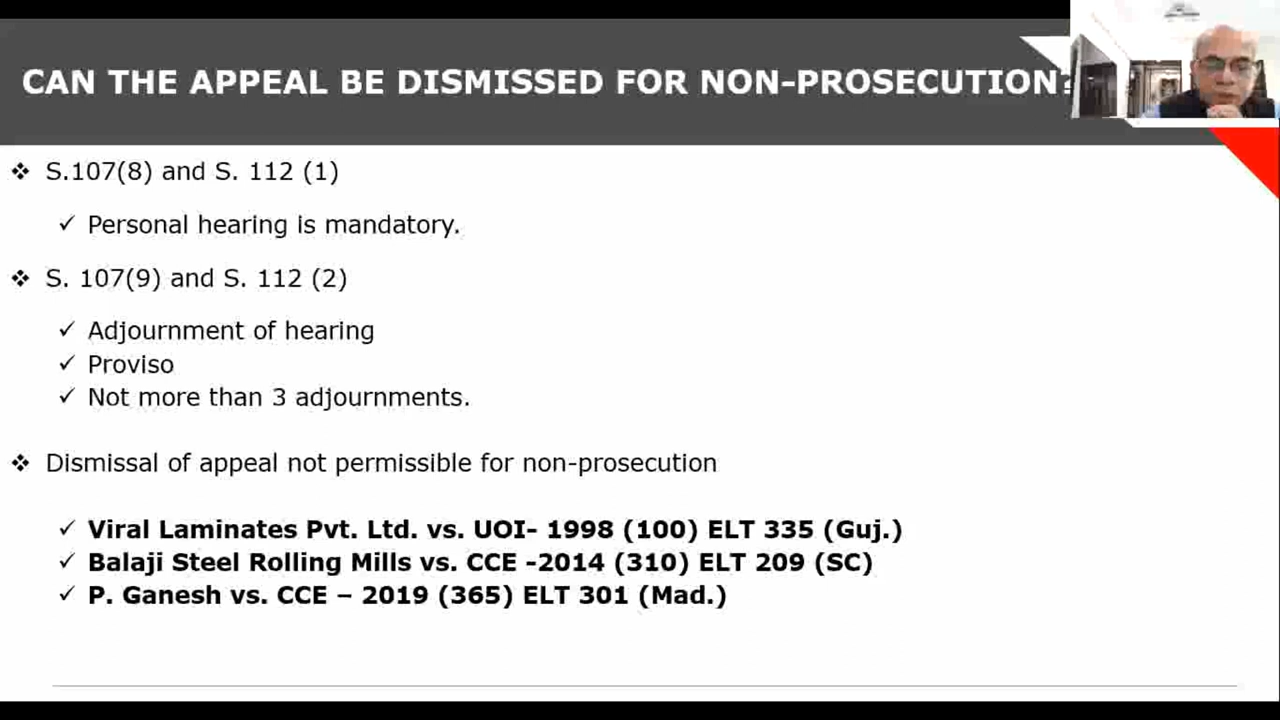 CAN THE APPEAL BE DISMISSED FOR NON-PROSECUTION?
S.107(8) and S. 112 (1)
Personal hearing is mandatory.
S. 107(9) and S. 112 (2)
Adjournment of hearing
Proviso
Not more than 3 adjournments.
Dismissal of appeal not permissible for non-prosecution
Viral Laminates Pvt. Ltd. vs. UOI- 1998 (100) ELT 335 (Guj.)
Balaji Steel Rolling Mills vs. CCE -2014 (310) ELT 209 (SC)
P. Ganesh vs. CCE – 2019 (365) ELT 301 (Mad.)